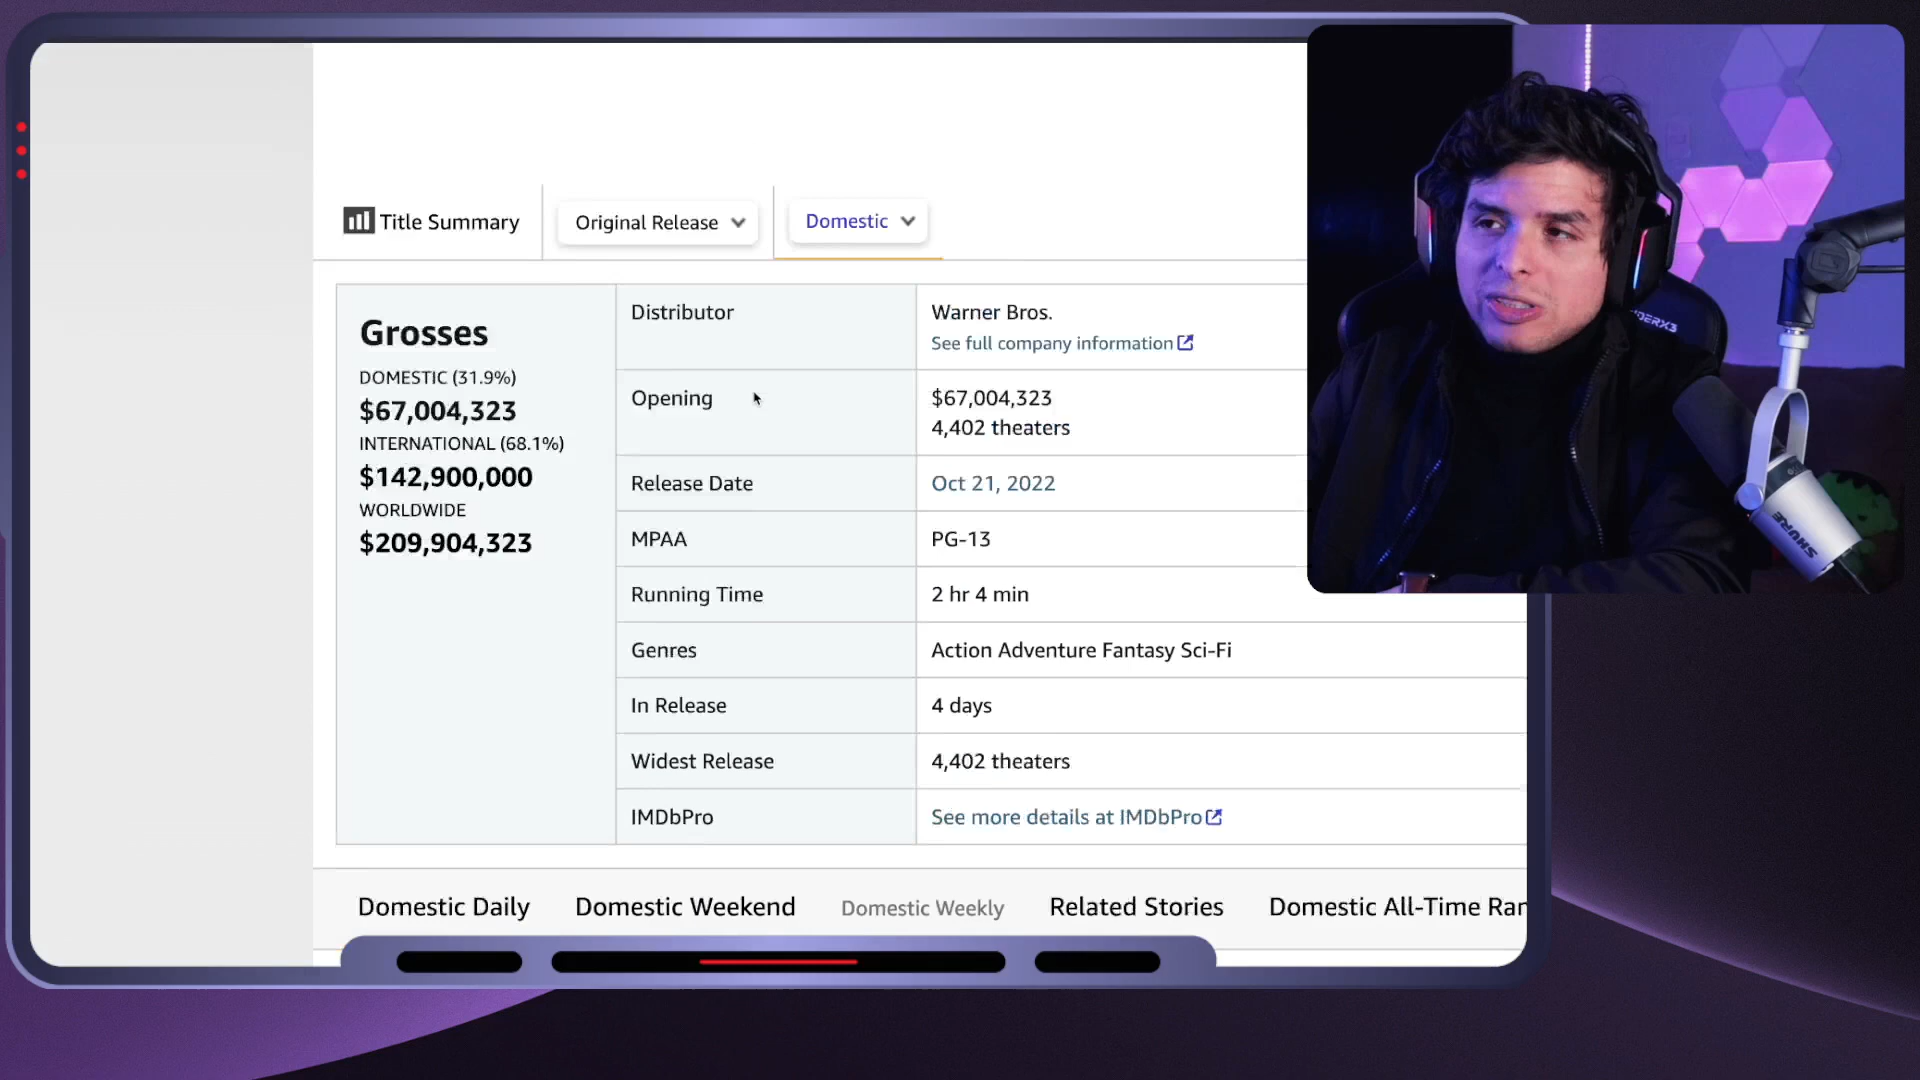 Title Summary
Original Release
Domestic
Grosses
DOMESTIC (31.9%)
$67,004,323
INTERNATIONAL (68.1%)
$142,900,000
WORLDWIDE
$209,904,323
Distributor
Warner Bros.
See full company information
Opening
$67,004,323
4,402 theaters
Release Date
Oct 21, 2022
MPAA
PG-13
Running Time
2 hr 4 min
Genres
Action Adventure Fantasy Sci-Fi
In Release
4 days
Widest Release
4,402 theaters
IMDbPro
See more details at IMDbPro
Domestic Daily
Domestic Weekend
Domestic Weekly
Related Stories
Domestic All-Time Ran
SHURE